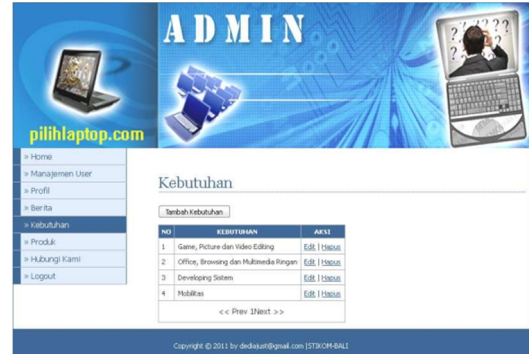 ADMIN
pilihlaptop.com
» Home
» Manajemen User
» Profil
» Berita
» Kebutuhan
» Produk
» Hubungi Kami
» Logout
Kebutuhan
Tambah Kebutuhan
NO KEBUTUHAN AKSI
1 Game, Picture dan Video Editing Edit | Hapus
2 Office, Browsing dan Multimedia Ringan Edit | Hapus
3 Developing Sistem Edit | Hapus
4 Mobilitas Edit | Hapus
<< Prev 1Next >>
Copyright © 2011 by dediajust@gmail.com |STIKOM-BALI